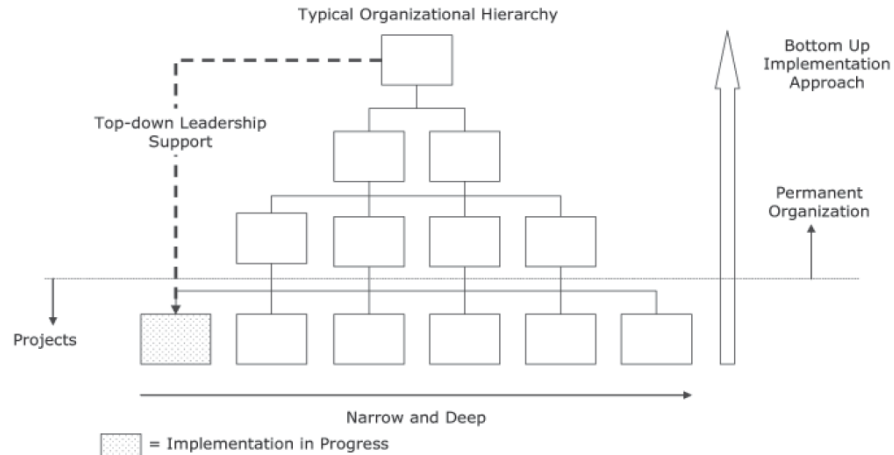 Typical Organizational Hierarchy
Bottom Up
Implementation
Approach
Top-down Leadership
Support
Permanent
Organization
Projects
Narrow and Deep
= Implementation in Progress